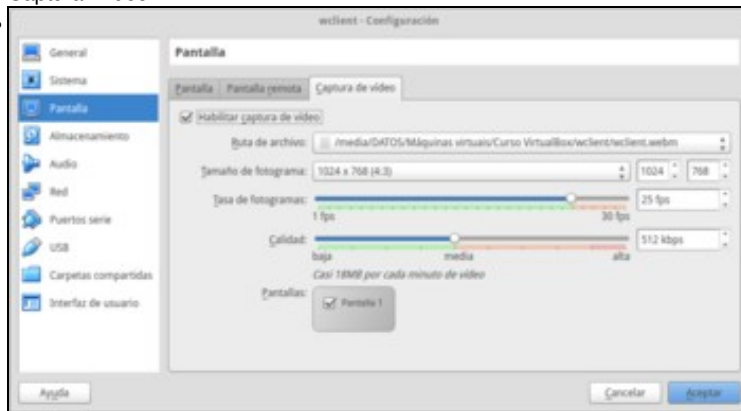 wclient - Configuración
General
Sistema
Pantalla
Almacenamiento
Audio
Red
Puertos serie
USB
Carpetas compartidas
Interfaz de usuario
Pantalla
Pantalla Pantalla remota Captura de vídeo
Habilitar captura de vídeo
Ruta de archivo: /media/DATOS/Máquinas virtuais/Curso VirtualBox/wclient/wclient.webm
Tamaño de fotograma: 1024 x 768 (4:3) 1024 768
Tasa de fotogramas: 25 fps
1 fps 30 fps
Calidad: 512 kbps
baja media alta
Casi 18MB por cada minuto de vídeo
Pantallas: Pantalla 1
Ayuda Cancelar Aceptar